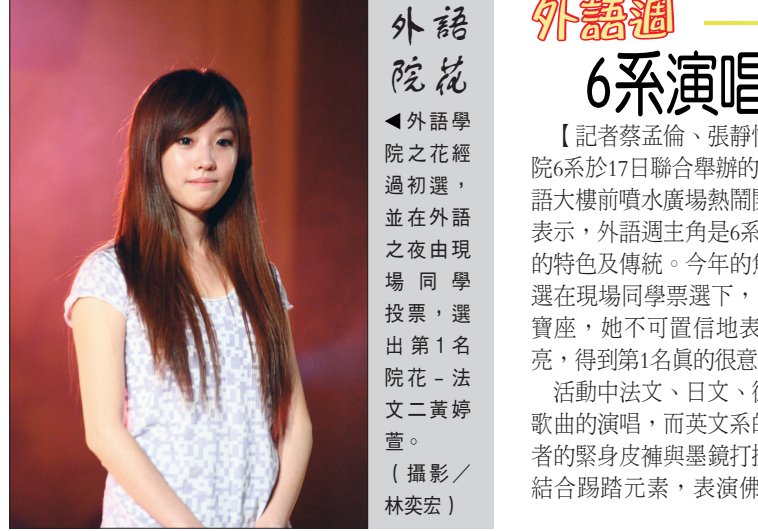 外語
院花
◀外語學
院之花經
過初選，
並在外語
之夜由現
場同學
投票，選
出第1名
院花－法
文二黃婷
萱。
（攝影／
林奕宏）
外語週
6系演唱
【記者蔡孟倫、張靜怡
院6系於17日聯合舉辦的
語大樓前噴水廣場熱鬧開
表示，外語週主角是6系
的特色及傳統。今年的
選在現場同學票選下，
寶座，她不可置信地表
亮，得到第1名真的很意
活動中法文、日文、
歌曲的演唱，而英文系的
者的緊身皮褲與墨鏡打扮
結合踢踏元素，表演佛